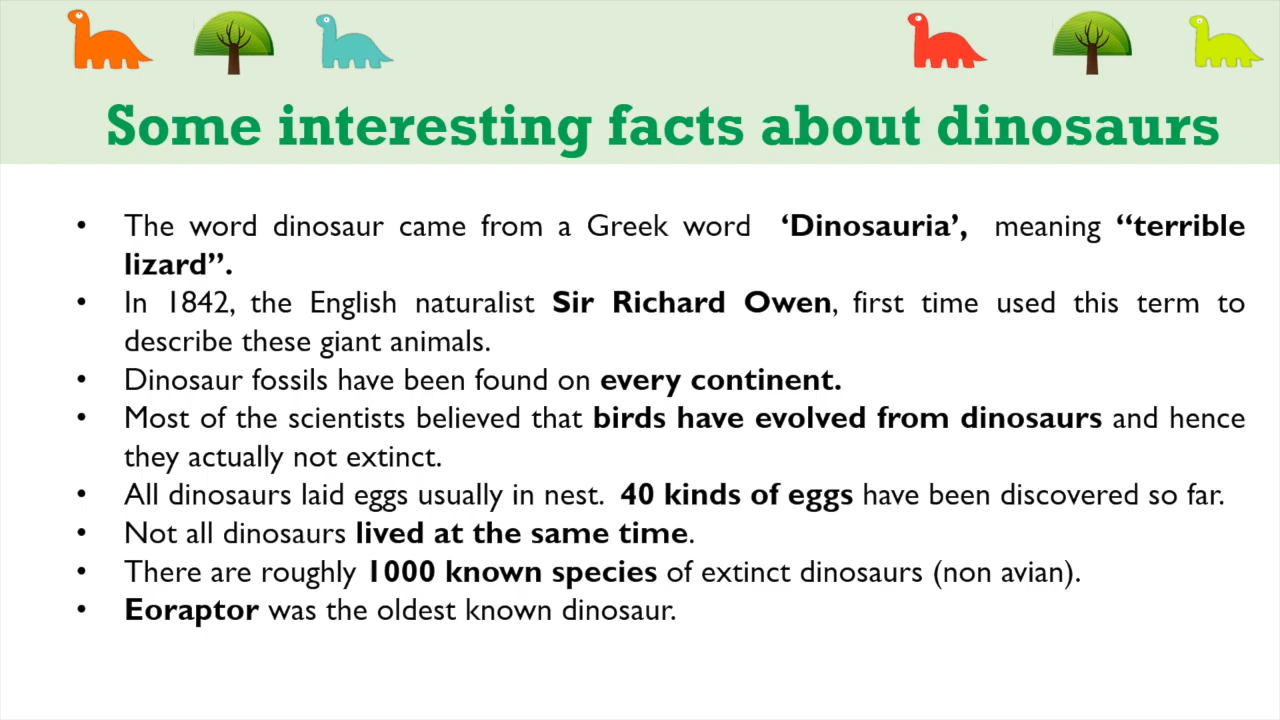 Some interesting facts about dinosaurs
• The word dinosaur came from a Greek word ‘Dinosauria’, meaning “terrible
lizard”.
• In 1842, the English naturalist Sir Richard Owen, first time used this term to
describe these giant animals.
• Dinosaur fossils have been found on every continent.
• Most of the scientists believed that birds have evolved from dinosaurs and hence
they actually not extinct.
• All dinosaurs laid eggs usually in nest. 40 kinds of eggs have been discovered so far.
• Not all dinosaurs lived at the same time.
• There are roughly 1000 known species of extinct dinosaurs (non avian).
• Eoraptor was the oldest known dinosaur.